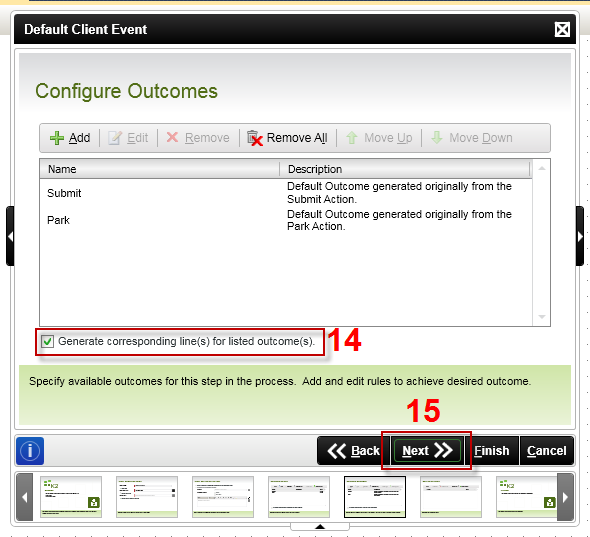 Default Client Event
Configure Outcomes
Add Edit Remove Remove All Move Up Move Down
Name Description
Submit Default Outcome generated originally from the
Submit Action.
Park Default Outcome generated originally from the
Park Action.
Generate corresponding line(s) for listed outcome(s). 14
Specify available outcomes for this step in the process. Add and edit rules to achieve desired outcome.
15
Back Next Finish Cancel